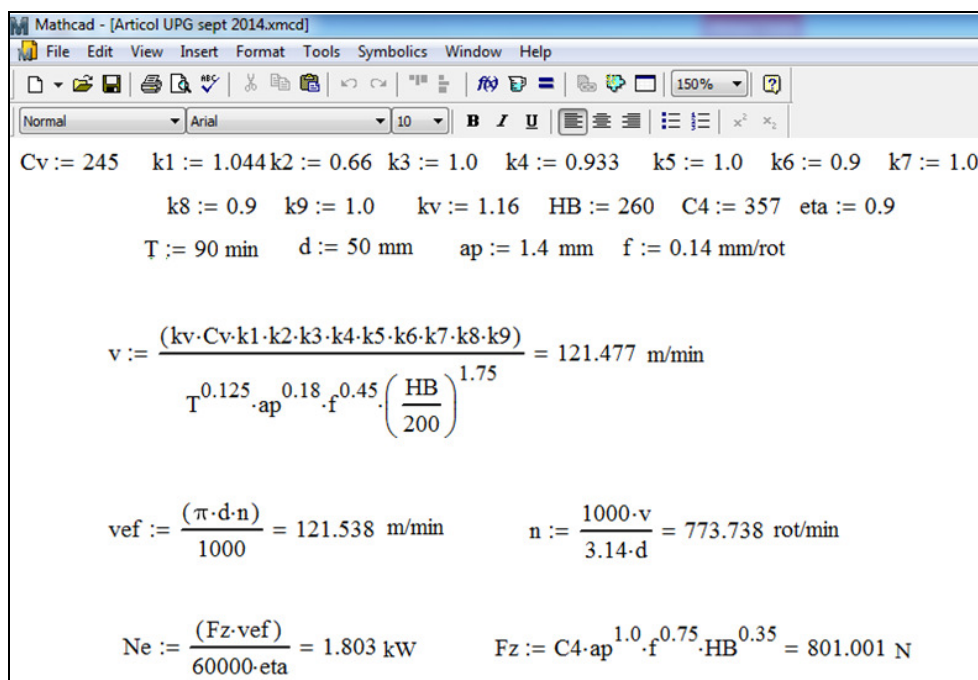 Mathcad - [Articol UPG sept 2014.xmcd]
File Edit View Insert Format Tools Symbolics Window Help
150%
Normal Arial 10 B I U x² x₂
Cv := 245 k1 := 1.044 k2 := 0.66 k3 := 1.0 k4 := 0.933 k5 := 1.0 k6 := 0.9 k7 := 1.0
k8 := 0.9 k9 := 1.0 kv := 1.16 HB := 260 C4 := 357 eta := 0.9
T := 90 min d := 50 mm ap := 1.4 mm f := 0.14 mm/rot
v := (kv·Cv·k1·k2·k3·k4·k5·k6·k7·k8·k9) / T^0.125·ap^0.18·f^0.45·(HB/200)^1.75 = 121.477 m/min
vef := (π·d·n) / 1000 = 121.538 m/min n := 1000·v / 3.14·d = 773.738 rot/min
Ne := (Fz·vef) / 60000·eta = 1.803 kW Fz := C4·ap^1.0·f^0.75·HB^0.35 = 801.001 N